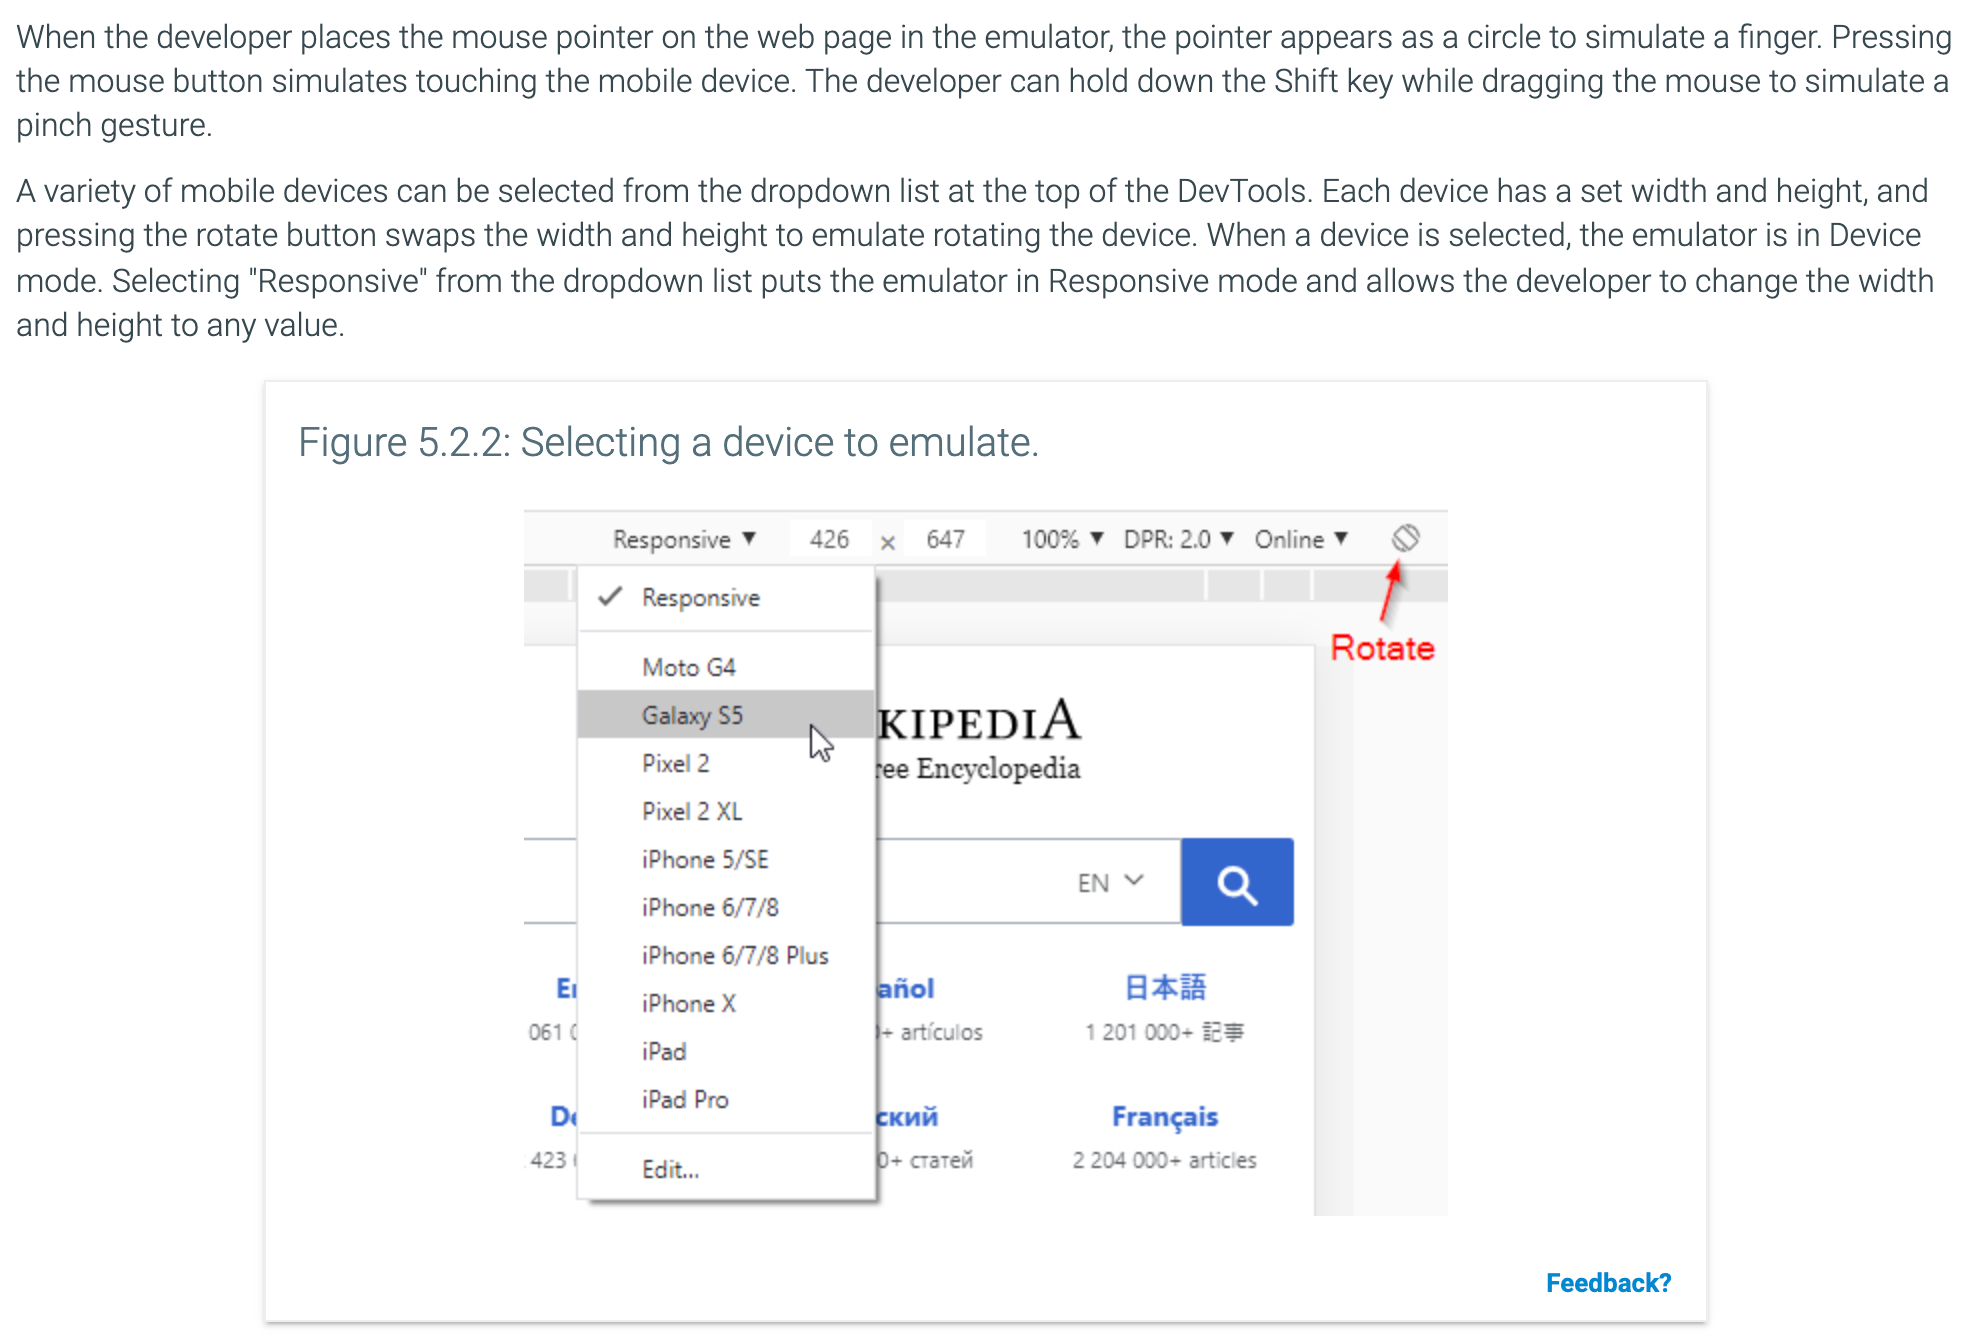 When the developer places the mouse pointer on the web page in the emulator, the pointer appears as a circle to simulate a finger. Pressing
the mouse button simulates touching the mobile device. The developer can hold down the Shift key while dragging the mouse to simulate a
pinch gesture.
A variety of mobile devices can be selected from the dropdown list at the top of the DevTools. Each device has a set width and height, and
pressing the rotate button swaps the width and height to emulate rotating the device. When a device is selected, the emulator is in Device
mode. Selecting "Responsive" from the dropdown list puts the emulator in Responsive mode and allows the developer to change the width
and height to any value.
Figure 5.2.2: Selecting a device to emulate.
Responsive ▼ 426 × 647 100% ▼ DPR: 2.0 ▼ Online ▼
Rotate
✓ Responsive
Moto G4
Galaxy S5
Pixel 2
Pixel 2 XL
iPhone 5/SE
iPhone 6/7/8
iPhone 6/7/8 Plus
iPhone X
iPad
iPad Pro
Edit...
KIPEDIA
ree Encyclopedia
EN
añol 日本語
061 0+ artículos 1 201 000+ 記事
ский Français
423 0+ статей 2 204 000+ articles
Feedback?